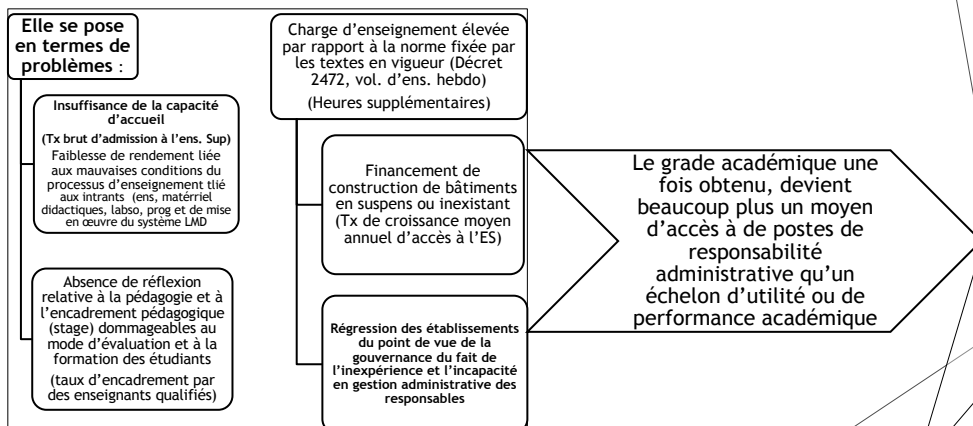 Elle se pose
en termes de
problèmes :
Insuffisance de la capacité
d'accueil
(Tx brut d'admission à l'ens. Sup)
Faiblesse de rendement liée
aux mauvaises conditions du
processus d'enseignement tlié
aux intrants (ens, matérriel
didactiques, labso, prog et de mise
en œuvre du système LMD
Absence de réflexion
relative à la pédagogie et à
l'encadrement pédagogique
(stage) dommageables au
mode d'évaluation et à la
formation des étudiants
(taux d'encadrement par
des enseignants qualifiés)
Charge d'enseignement élevée
par rapport à la norme fixée par
les textes en vigueur (Décret
2472, vol. d'ens. hebdo)
(Heures supplémentaires)
Financement de
construction de bâtiments
en suspens ou inexistant
(Tx de croissance moyen
annuel d'accès à l'ES)
Régression des établissements
du point de vue de la
gouvernance du fait de
l'inexpérience et l'incapacité
en gestion administrative des
responsables
Le grade académique une
fois obtenu, devient
beaucoup plus un moyen
d'accès à de postes de
responsabilité
administrative qu'un
échelon d'utilité ou de
performance académique